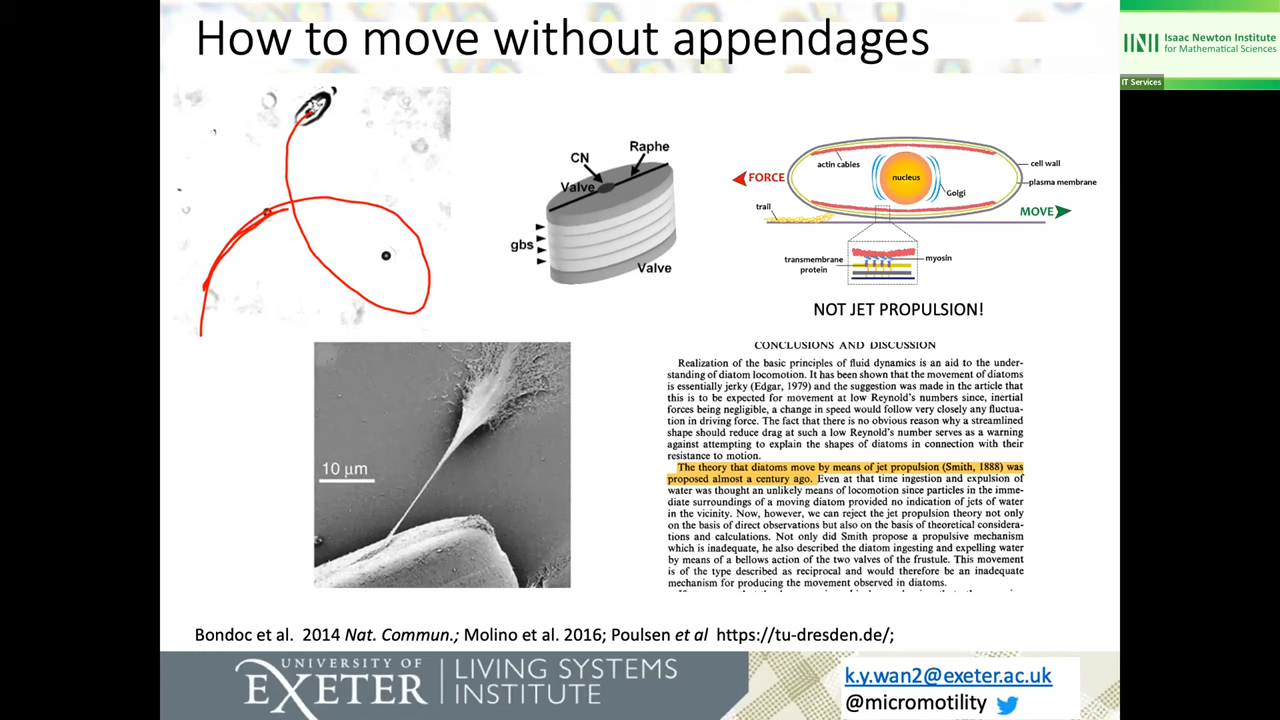 How to move without appendages
Isaac Newton Institute
for Mathematical Sciences
IT Services
CN
Raphe
Valve
gbs
Valve
actin cables
nucleus
Golgi
cell wall
plasma membrane
FORCE
MOVE
trail
transmembrane
protein
myosin
NOT JET PROPULSION!
10 µm
CONCLUSIONS AND DISCUSSION
Realization of the basic principles of fluid dynamics is an aid to the under-
standing of diatom locomotion. It has been shown that the movement of diatoms
is essentially jerky (Edgar, 1979) and the suggestion was made in the article that
this is to be expected for movement at low Reynold's numbers since, inertial
forces being negligible, a change in speed would follow very closely any fluctua-
tion in driving force. The fact that there is no obvious reason why a streamlined
shape should reduce drag at such a low Reynold's number serves as a warning
against attempting to explain the shapes of diatoms in connection with their
resistance to motion.
The theory that diatoms move by means of jet propulsion (Smith, 1888) was
proposed almost a century ago. Even at that time ingestion and expulsion of
water was thought an unlikely means of locomotion since particles in the imme-
diate surroundings of a moving diatom provided no indication of jets of water
in the vicinity. Now, however, we can reject the jet propulsion theory not only
on the basis of direct observations but also on the basis of theoretical considera-
tions and calculations. Not only did Smith propose a propulsive mechanism
which is inadequate, he also described the diatom ingesting and expelling water
by means of a bellows action of the two valves of the frustule. This movement
is of the type described as reciprocal and would therefore be an inadequate
mechanism for producing the movement observed in diatoms.
Bondoc et al. 2014 Nat. Commun.; Molino et al. 2016; Poulsen et al https://tu-dresden.de/;
UNIVERSITY OF
EXETER
LIVING SYSTEMS
INSTITUTE
k.y.wan2@exeter.ac.uk
@micromotility